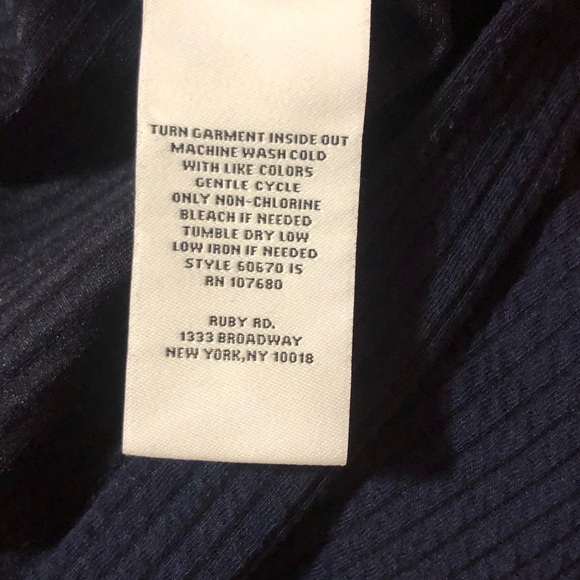 TURN GARMENT INSIDE OUT
MACHINE WASH COLD
WITH LIKE COLORS
GENTLE CYCLE
ONLY NON-CHLORINE
BLEACH IF NEEDED
TUMBLE DRY LOW
LOW IRON IF NEEDED
STYLE 60670 IS
RN 107680
RUBY RD.
1333 BROADWAY
NEW YORK,NY 10018